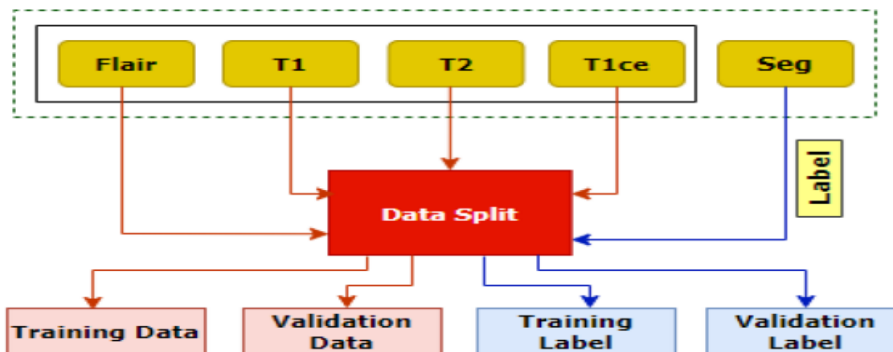 Flair
T1
T2
T1ce
Seg
Label
Data Split
Training Data
Validation
Data
Training
Label
Validation
Label